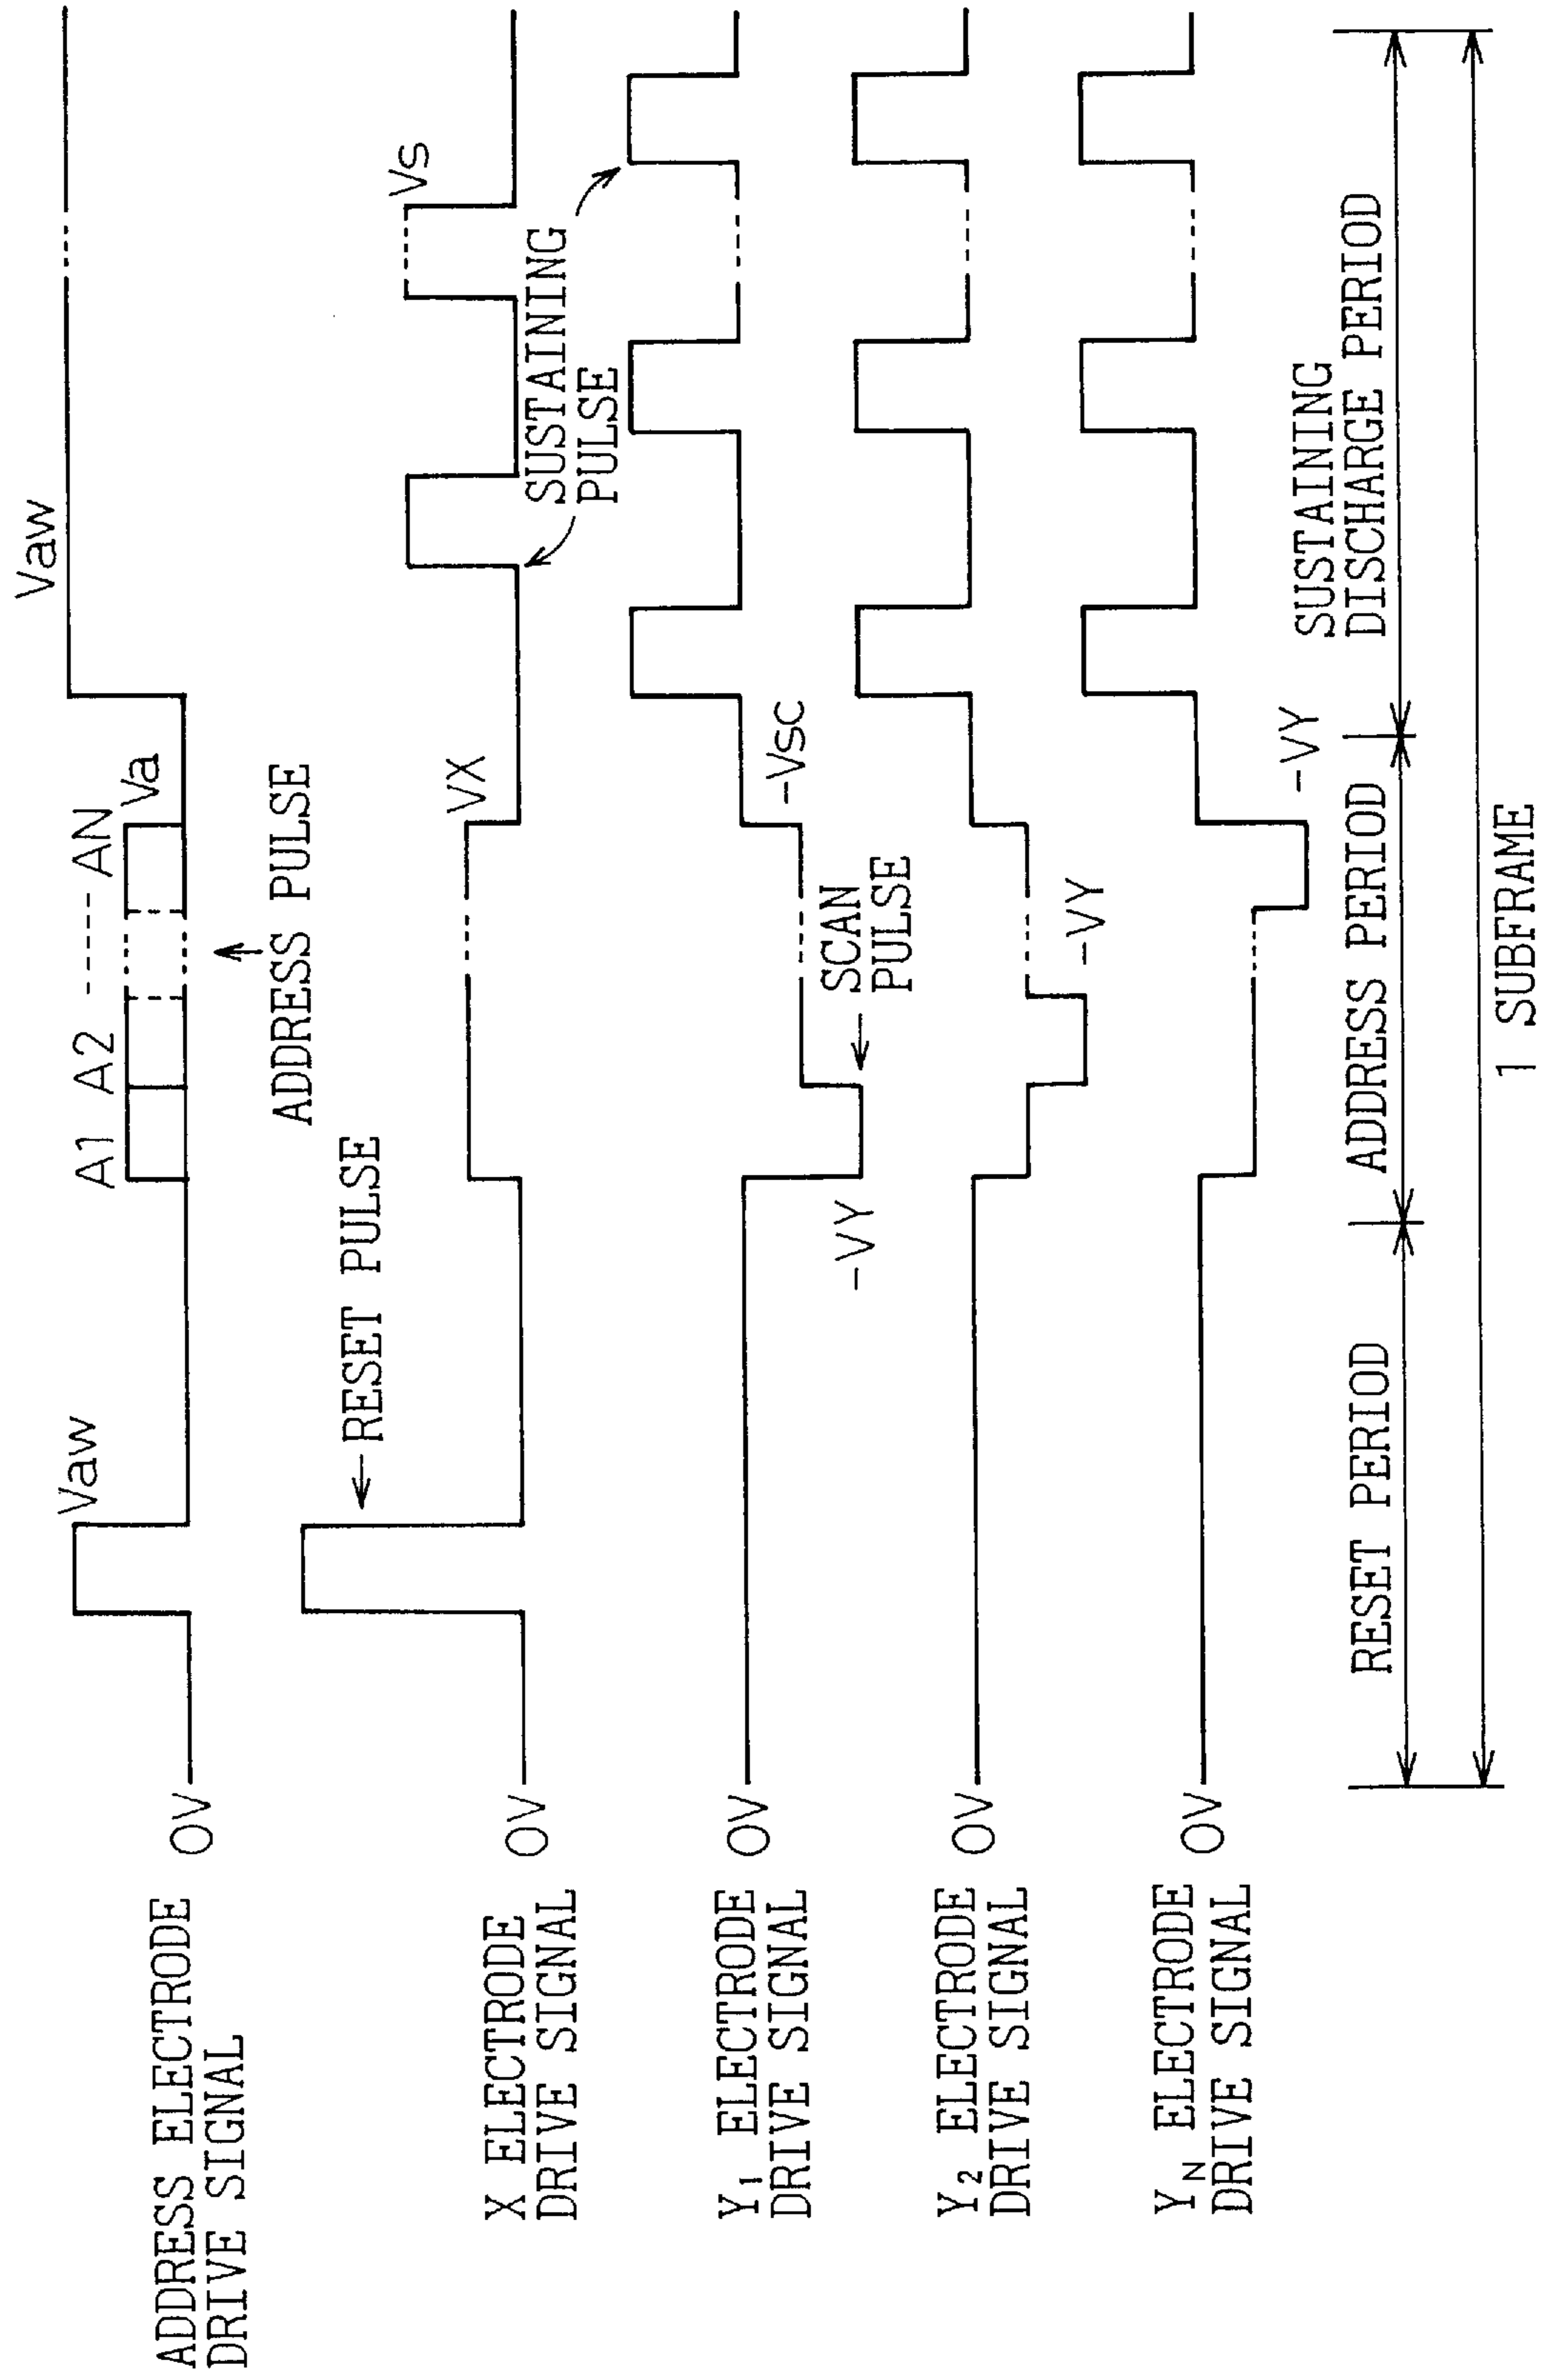 ADDRESS ELECTRODE
DRIVE SIGNAL
0V
Vaw
A1 A2 ----- AN
Va
Vaw
ADDRESS PULSE
X ELECTRODE
DRIVE SIGNAL
0V
RESET PULSE
VX
Vs
SUSTAINING
PULSE
Y1 ELECTRODE
DRIVE SIGNAL
0V
-VY
-Vsc
SCAN
PULSE
Y2 ELECTRODE
DRIVE SIGNAL
0V
-VY
YN ELECTRODE
DRIVE SIGNAL
0V
-VY
RESET PERIOD
ADDRESS PERIOD
SUSTAINING
DISCHARGE PERIOD
1 SUBFRAME